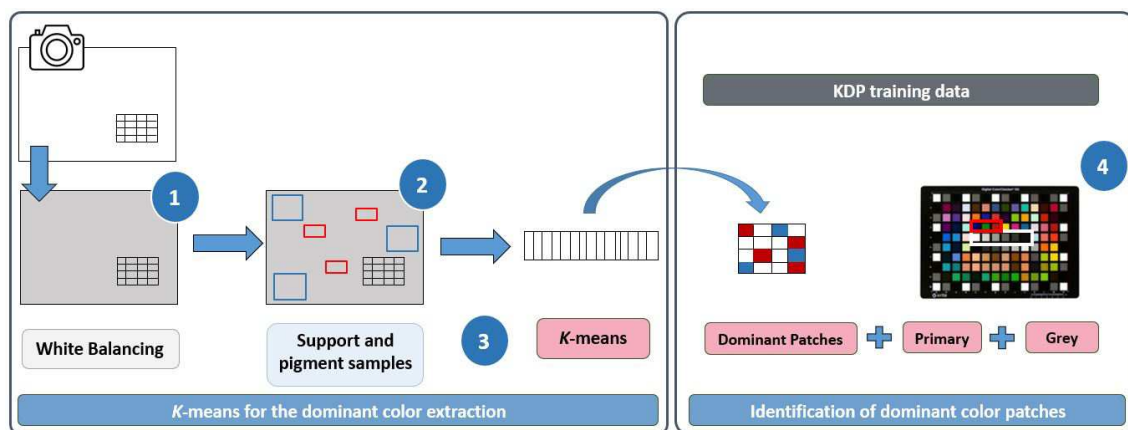 1
White Balancing
2
Support and
pigment samples
3
K-means
K-means for the dominant color extraction
KDP training data
4
Dominant Patches
Primary
Grey
Identification of dominant color patches